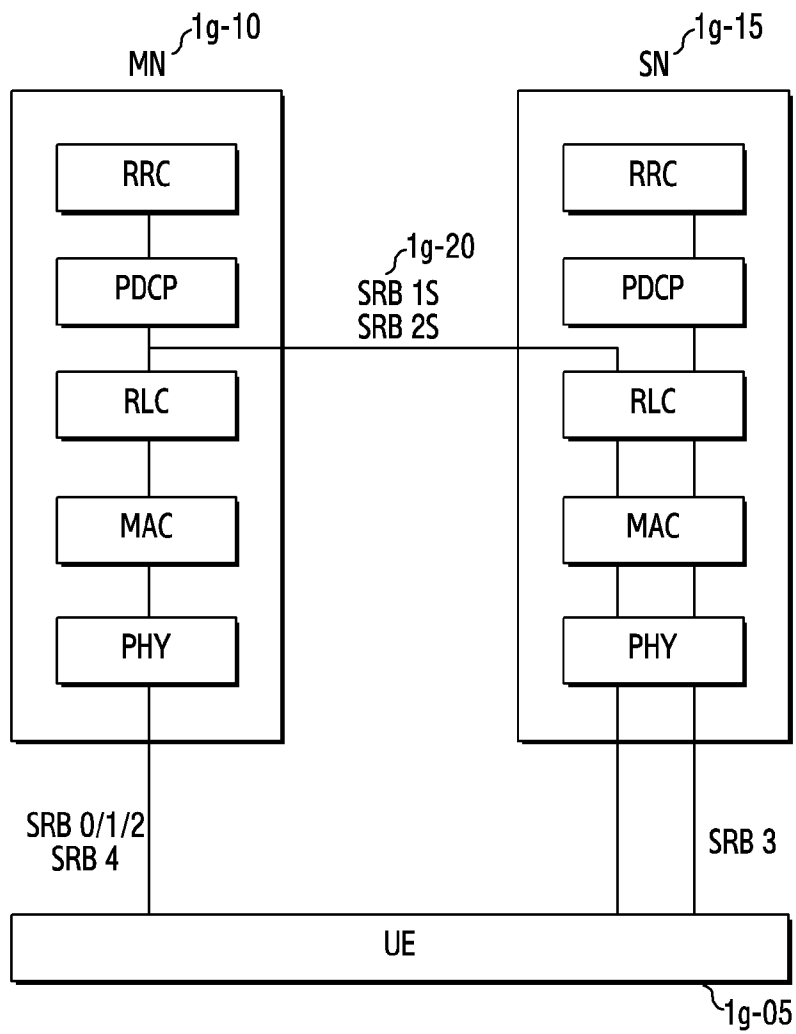 1g-10
MN
1g-15
SN
RRC
RRC
1g-20
SRB 1S
SRB 2S
PDCP
PDCP
RLC
RLC
MAC
MAC
PHY
PHY
SRB 0/1/2
SRB 4
SRB 3
UE
1g-05